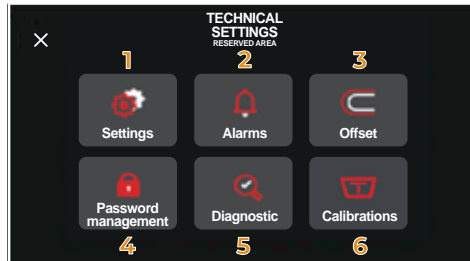 TECHNICAL
SETTINGS
RESERVED AREA
1 2 3
Settings Alarms Offset
Password
management Diagnostic Calibrations
4 5 6